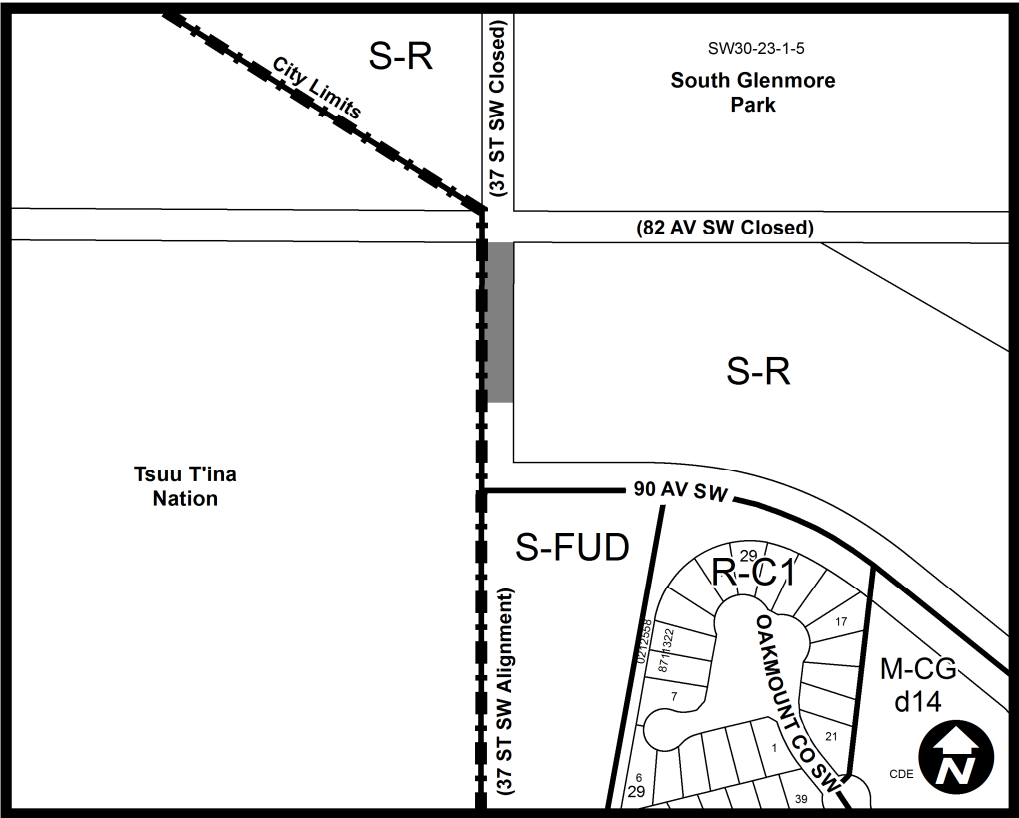 S-R
City Limits
(37 ST SW Closed)
SW30-23-1-5
South Glenmore
Park
(82 AV SW Closed)
S-R
Tsuu T'ina
Nation
90 AV SW
S-FUD
29
R-C1
17
0212558
8711322
OAKMOUNT CO SW
7
M-CG
d14
(37 ST SW Alignment)
21
1
6
29
39
CDE
N